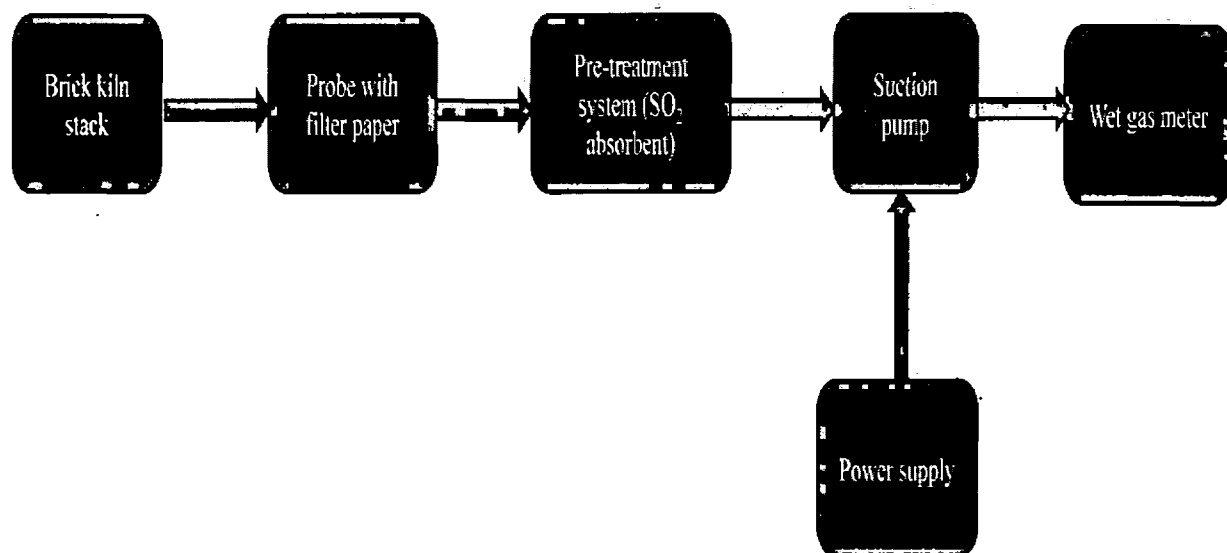 Brick kiln
stack
Probe with
filter paper
Pre-treatment
system (SO₂
absorbent)
Suction
pump
Wet gas meter
Power supply